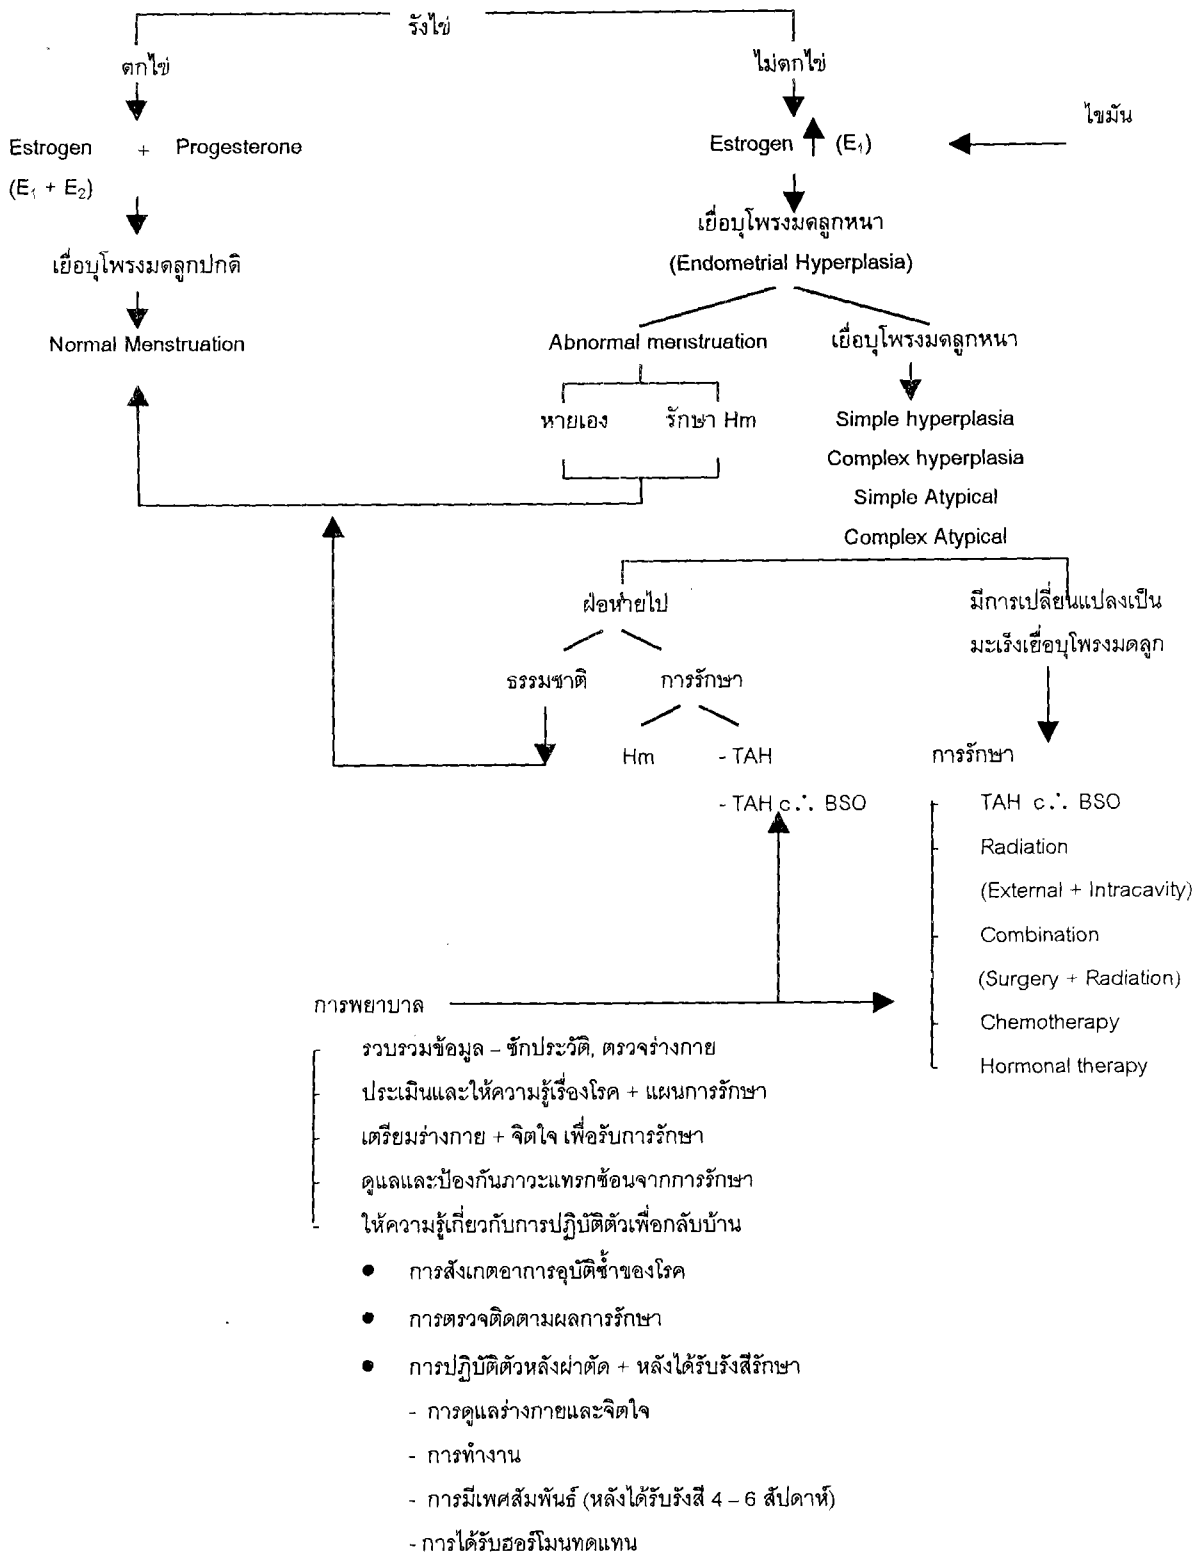 รังไข่
ตกไข่
ไม่ตกไข่
ไขมัน
Estrogen + Progesterone
(E₁ + E₂)
Estrogen (E₁)
เยื่อบุโพรงมดลูกปกติ
Normal Menstruation
เยื่อบุโพรงมดลูกหนา
(Endometrial Hyperplasia)
Abnormal menstruation
เยื่อบุโพรงมดลูกหนา
หายเอง
รักษา Hm
Simple hyperplasia
Complex hyperplasia
Simple Atypical
Complex Atypical
ฝ่อหายไป
ธรรมชาติ
การรักษา
Hm
- TAH
- TAH c̄ BSO
มีการเปลี่ยนแปลงเป็น
มะเร็งเยื่อบุโพรงมดลูก
การรักษา
TAH c̄ BSO
Radiation
(External + Intracavity)
Combination
(Surgery + Radiation)
Chemotherapy
Hormonal therapy
การพยาบาล
รวบรวมข้อมูล – ซักประวัติ, ตรวจร่างกาย
ประเมินและให้ความรู้เรื่องโรค + แผนการรักษา
เตรียมร่างกาย + จิตใจ เพื่อรับการรักษา
ดูแลและป้องกันภาวะแทรกซ้อนจากการรักษา
ให้ความรู้เกี่ยวกับการปฏิบัติตัวเพื่อกลับบ้าน
● การสังเกตอาการอุบัติซ้ำของโรค
● การตรวจติดตามผลการรักษา
● การปฏิบัติตัวหลังผ่าตัด + หลังได้รับรังสีรักษา
- การดูแลร่างกายและจิตใจ
- การทำงาน
- การมีเพศสัมพันธ์ (หลังได้รับรังสี 4 – 6 สัปดาห์)
- การได้รับฮอร์โมนทดแทน